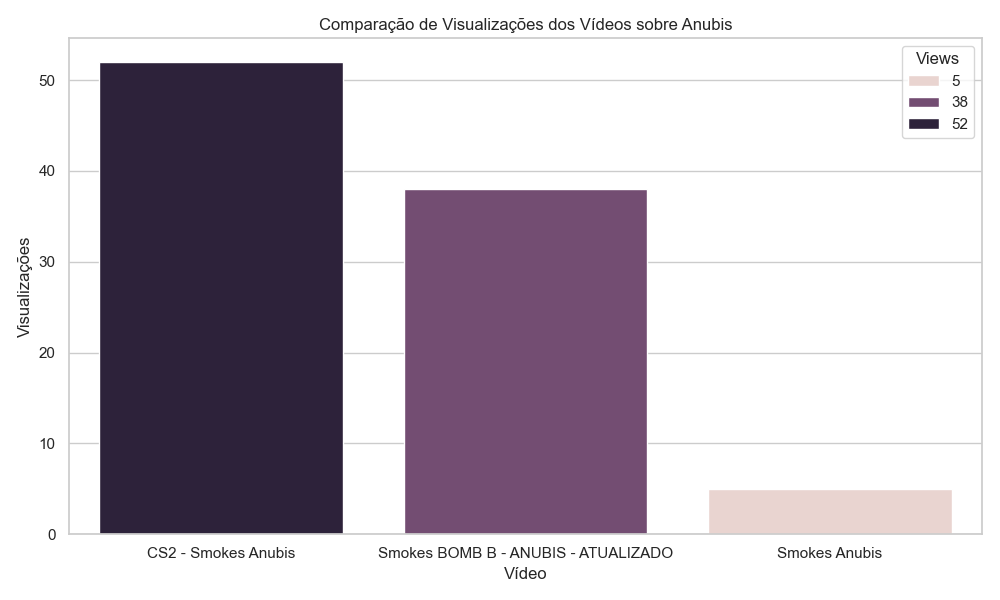 Comparação de Visualizações dos Vídeos sobre Anubis
Views
5
38
52
Visualizações
50
40
30
20
10
0
CS2 - Smokes Anubis
Smokes BOMB B - ANUBIS - ATUALIZADO
Smokes Anubis
Vídeo